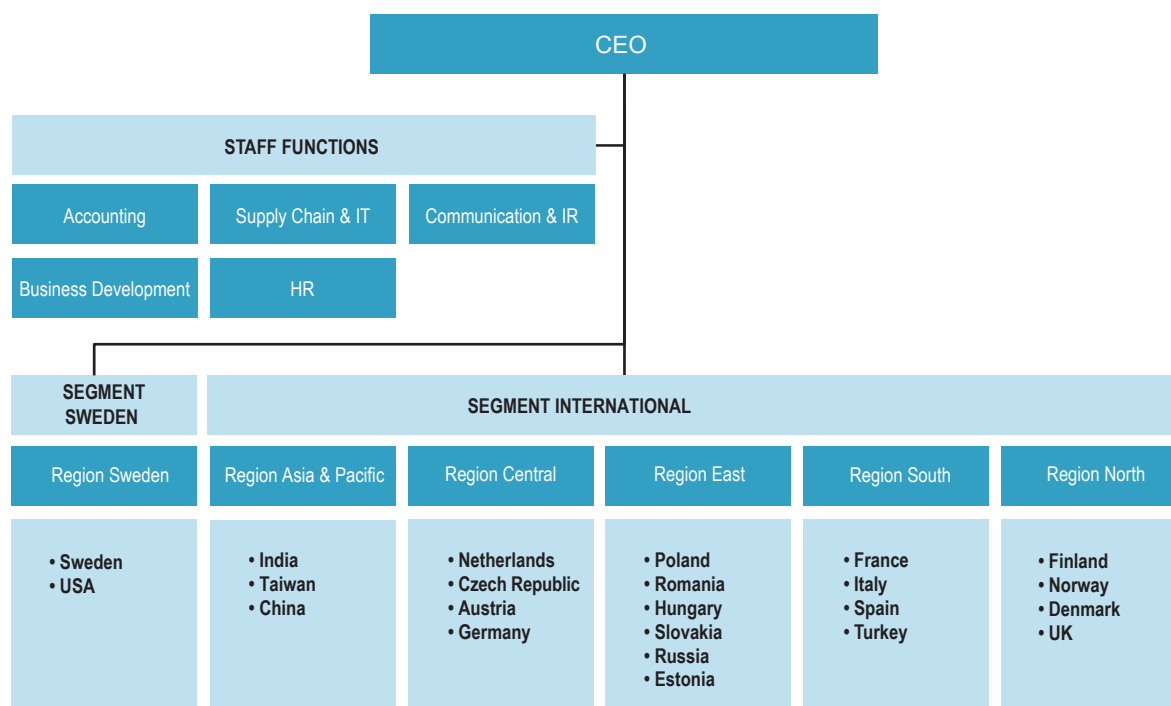 CEO
STAFF FUNCTIONS
Accounting
Supply Chain & IT
Communication & IR
Business Development
HR
SEGMENT
SWEDEN
SEGMENT INTERNATIONAL
Region Sweden
Region Asia & Pacific
Region Central
Region East
Region South
Region North
• Sweden
• USA
• India
• Taiwan
• China
• Netherlands
• Czech Republic
• Austria
• Germany
• Poland
• Romania
• Hungary
• Slovakia
• Russia
• Estonia
• France
• Italy
• Spain
• Turkey
• Finland
• Norway
• Denmark
• UK